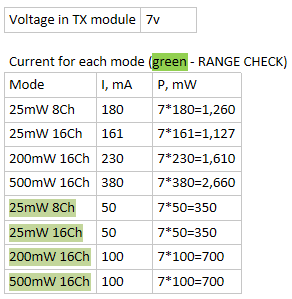 Voltage in TX module 7v
Current for each mode (green - RANGE CHECK)
Mode I, mA P, mW
25mW 8Ch 180 7*180=1,260
25mW 16Ch 161 7*161=1,127
200mW 16Ch 230 7*230=1,610
500mW 16Ch 380 7*380=2,660
25mW 8Ch 50 7*50=350
25mW 16Ch 50 7*50=350
200mW 16Ch 100 7*100=700
500mW 16Ch 100 7*100=700